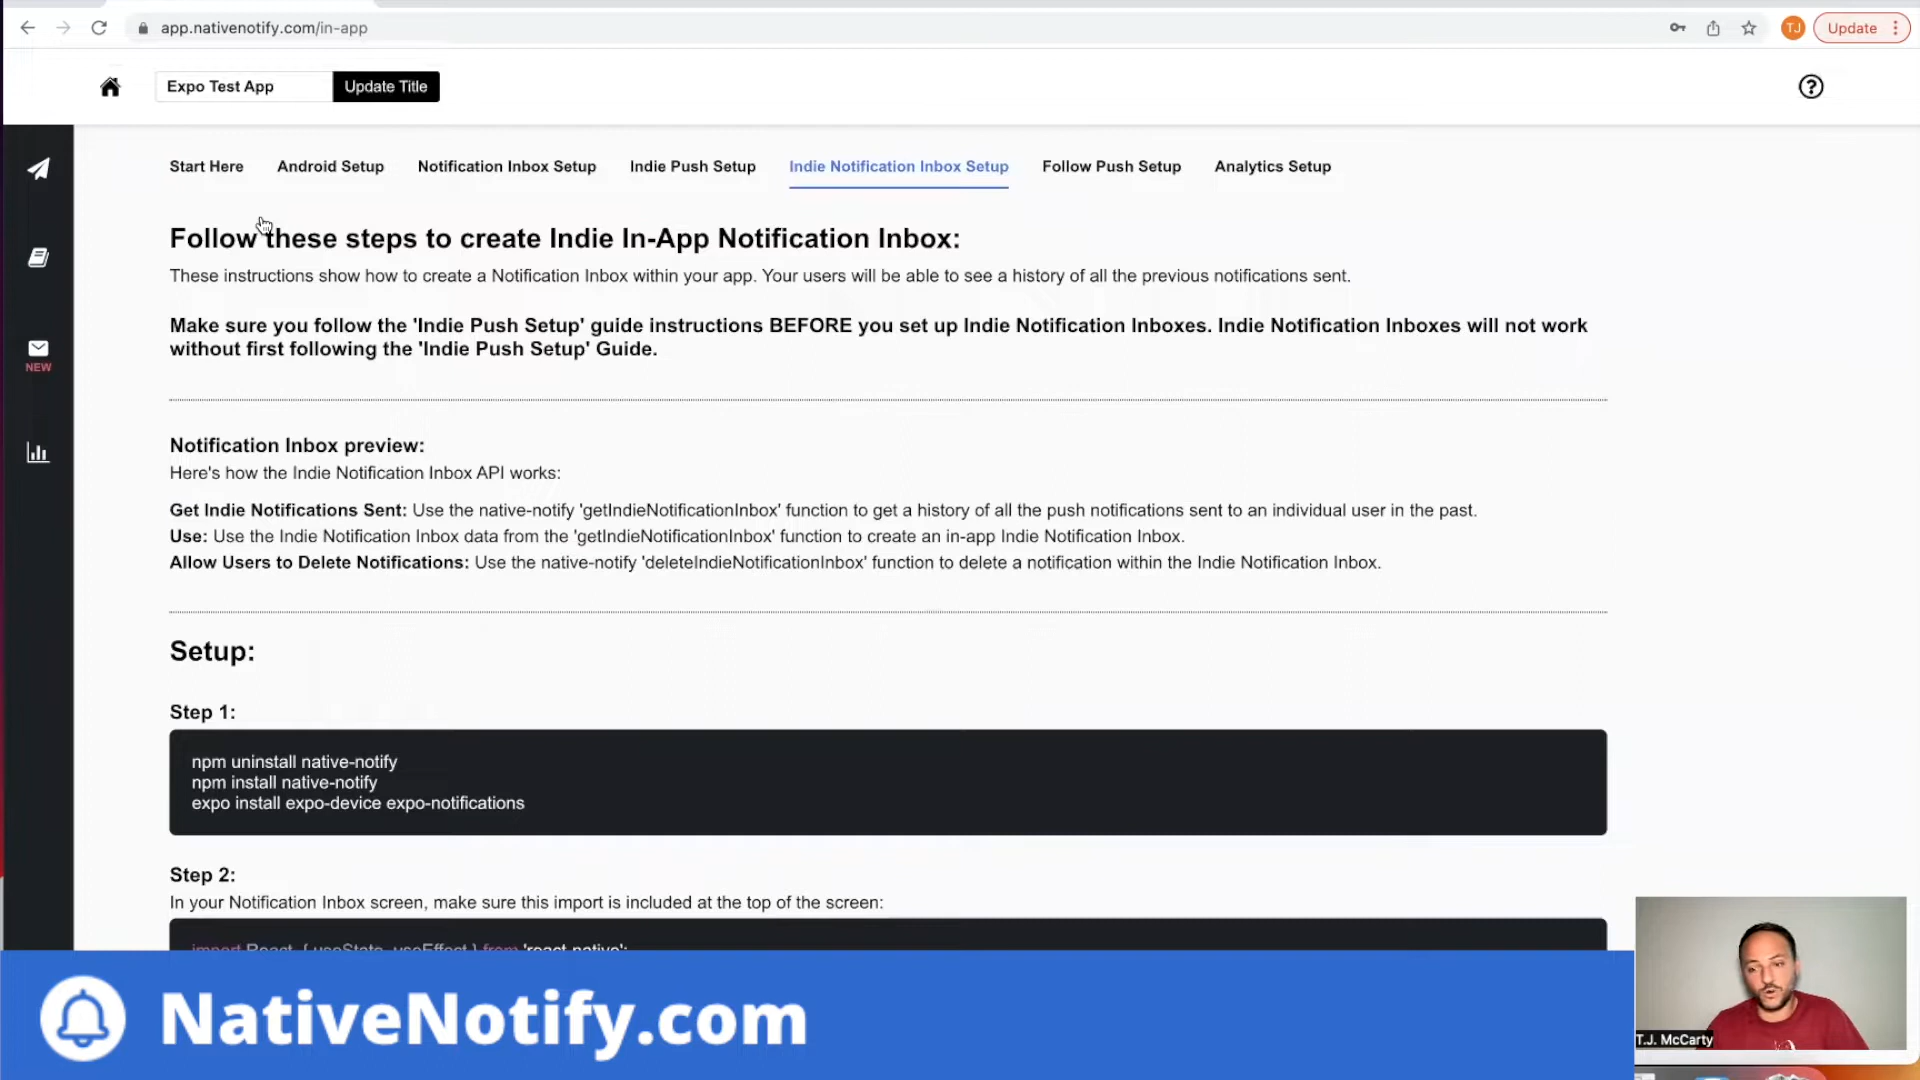 app.nativenotify.com/in-app
TJ
Update
Expo Test App
Update Title
Start Here
Android Setup
Notification Inbox Setup
Indie Push Setup
Indie Notification Inbox Setup
Follow Push Setup
Analytics Setup
Follow these steps to create Indie In-App Notification Inbox:
These instructions show how to create a Notification Inbox within your app. Your users will be able to see a history of all the previous notifications sent.
Make sure you follow the 'Indie Push Setup' guide instructions BEFORE you set up Indie Notification Inboxes. Indie Notification Inboxes will not work
without first following the 'Indie Push Setup' Guide.
NEW
Notification Inbox preview:
Here's how the Indie Notification Inbox API works:
Get Indie Notifications Sent: Use the native-notify 'getIndieNotificationInbox' function to get a history of all the push notifications sent to an individual user in the past.
Use: Use the Indie Notification Inbox data from the 'getIndieNotificationInbox' function to create an in-app Indie Notification Inbox.
Allow Users to Delete Notifications: Use the native-notify 'deleteIndieNotificationInbox' function to delete a notification within the Indie Notification Inbox.
Setup:
Step 1:
npm uninstall native-notify
npm install native-notify
expo install expo-device expo-notifications
Step 2:
In your Notification Inbox screen, make sure this import is included at the top of the screen:
import React, { useState, useEffect } from 'react-native';
NativeNotify.com
T.J. McCarty